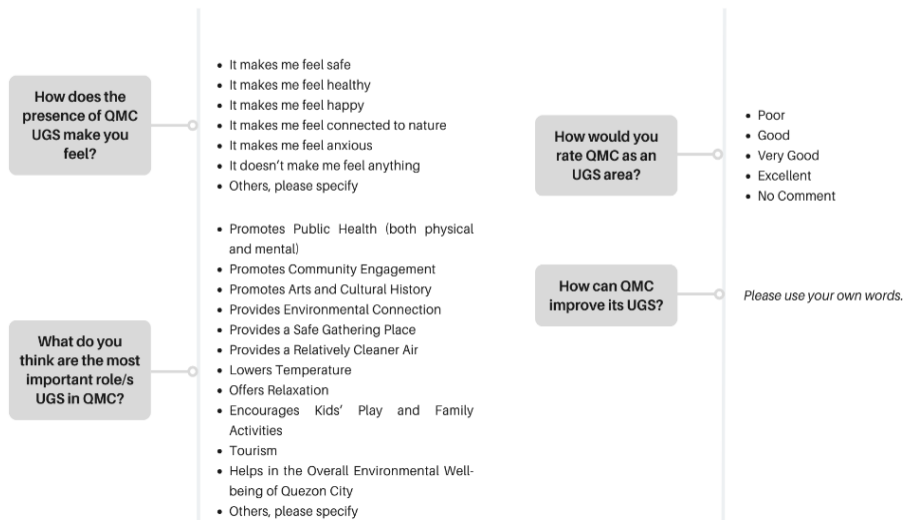 How does the
presence of QMC
UGS make you
feel?
• It makes me feel safe
• It makes me feel healthy
• It makes me feel happy
• It makes me feel connected to nature
• It makes me feel anxious
• It doesn't make me feel anything
• Others, please specify
What do you
think are the most
important role/s
UGS in QMC?
• Promotes Public Health (both physical
and mental)
• Promotes Community Engagement
• Promotes Arts and Cultural History
• Provides Environmental Connection
• Provides a Safe Gathering Place
• Provides a Relatively Cleaner Air
• Lowers Temperature
• Offers Relaxation
• Encourages Kids' Play and Family
Activities
• Tourism
• Helps in the Overall Environmental Well-
being of Quezon City
• Others, please specify
How would you
rate QMC as an
UGS area?
• Poor
• Good
• Very Good
• Excellent
• No Comment
How can QMC
improve its UGS?
Please use your own words.